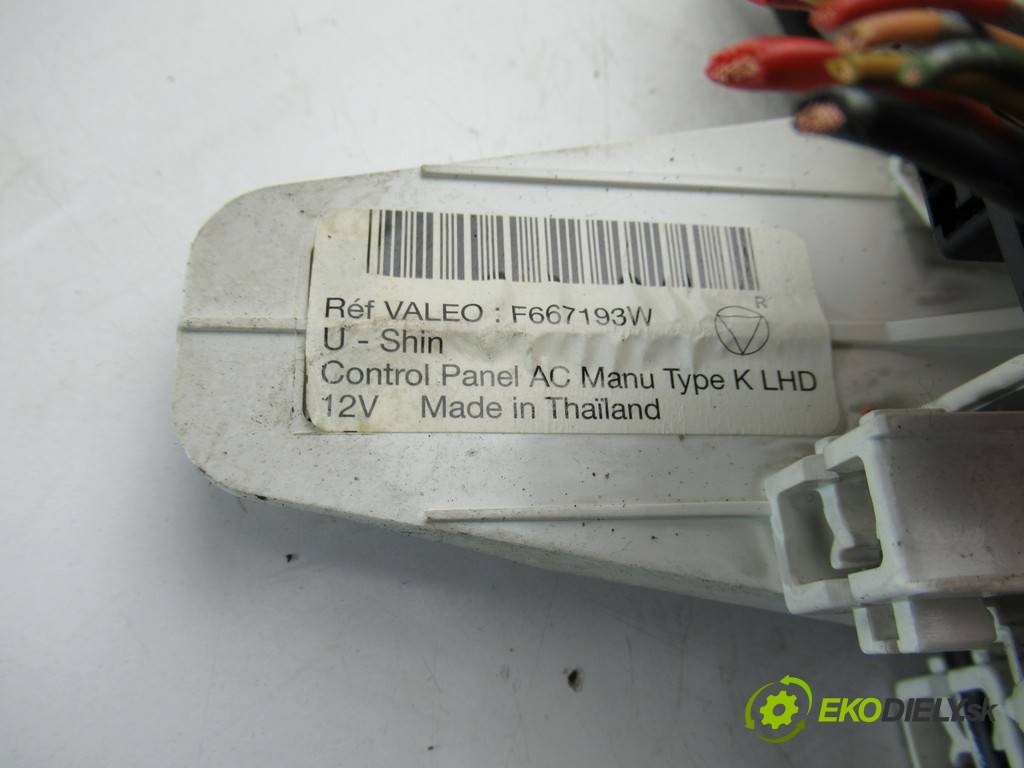 Réf VALEO : F667193W
R
U - Shin
Control Panel AC Manu Type K LHD
12V Made in Thaïland
EKODIELY.sk